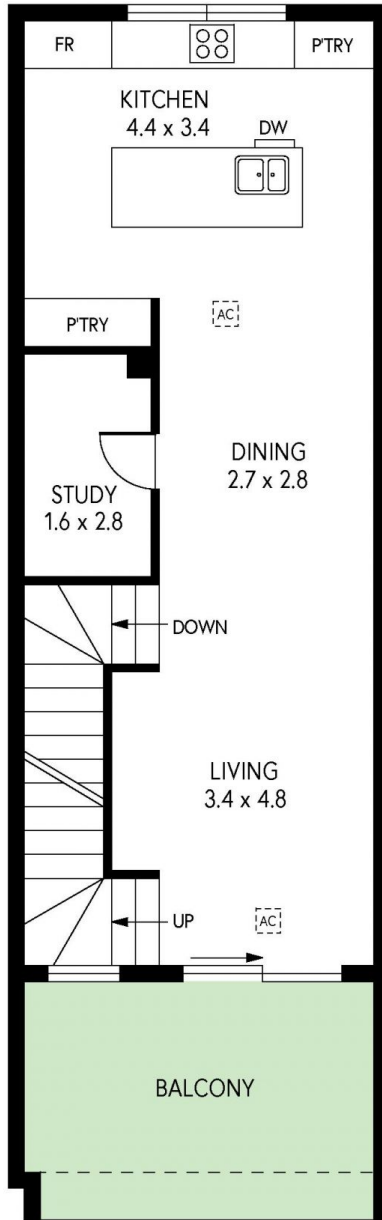 FR
P'TRY
KITCHEN
4.4 x 3.4
DW
P'TRY
AC
DINING
2.7 x 2.8
STUDY
1.6 x 2.8
DOWN
LIVING
3.4 x 4.8
UP
AC
BALCONY